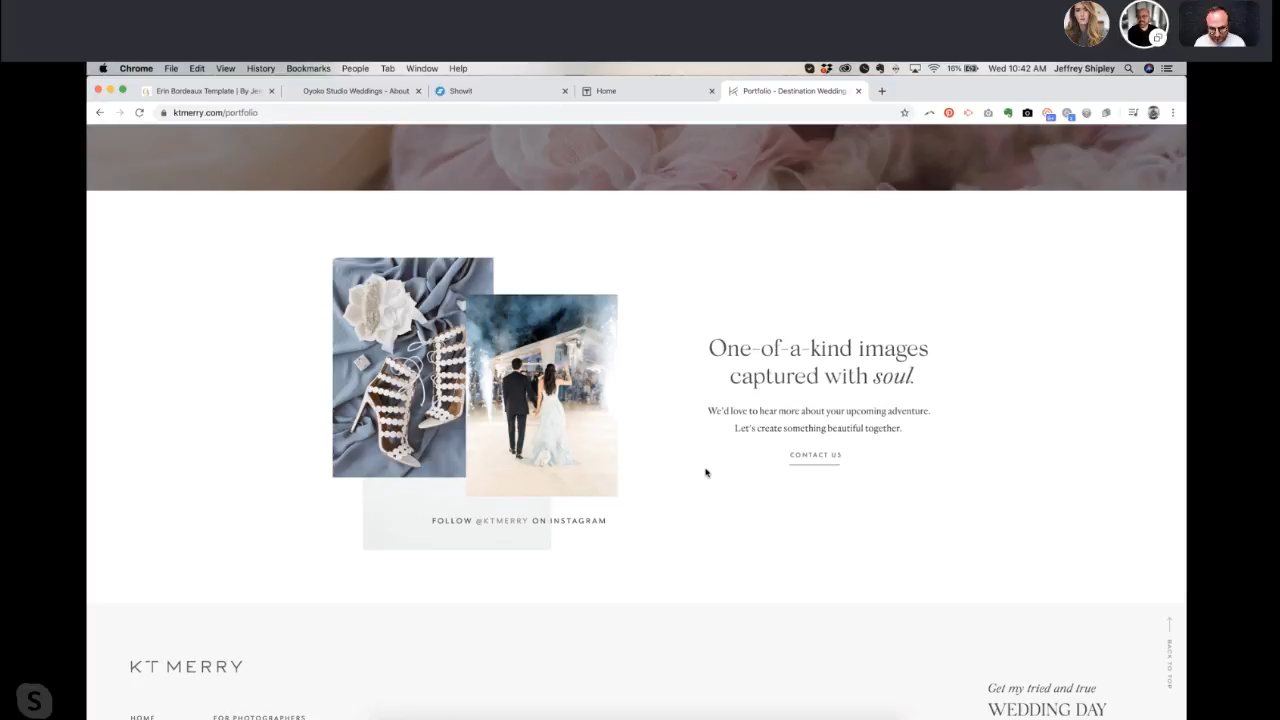 Chrome File Edit View History Bookmarks People Tab Window Help
16% Wed 10:42 AM Jeffrey Shipley
Erin Bordeaux Template | By Je
Oyoko Studio Weddings - About
Showit
Home
Portfolio - Destination Wedding
ktmerry.com/portfolio
One-of-a-kind images
captured with soul.
We'd love to hear more about your upcoming adventure.
Let's create something beautiful together.
CONTACT US
FOLLOW @KTMERRY ON INSTAGRAM
BACK TO TOP
KT MERRY
Get my tried and true
WEDDING DAY
HOME
FOR PHOTOGRAPHERS
S